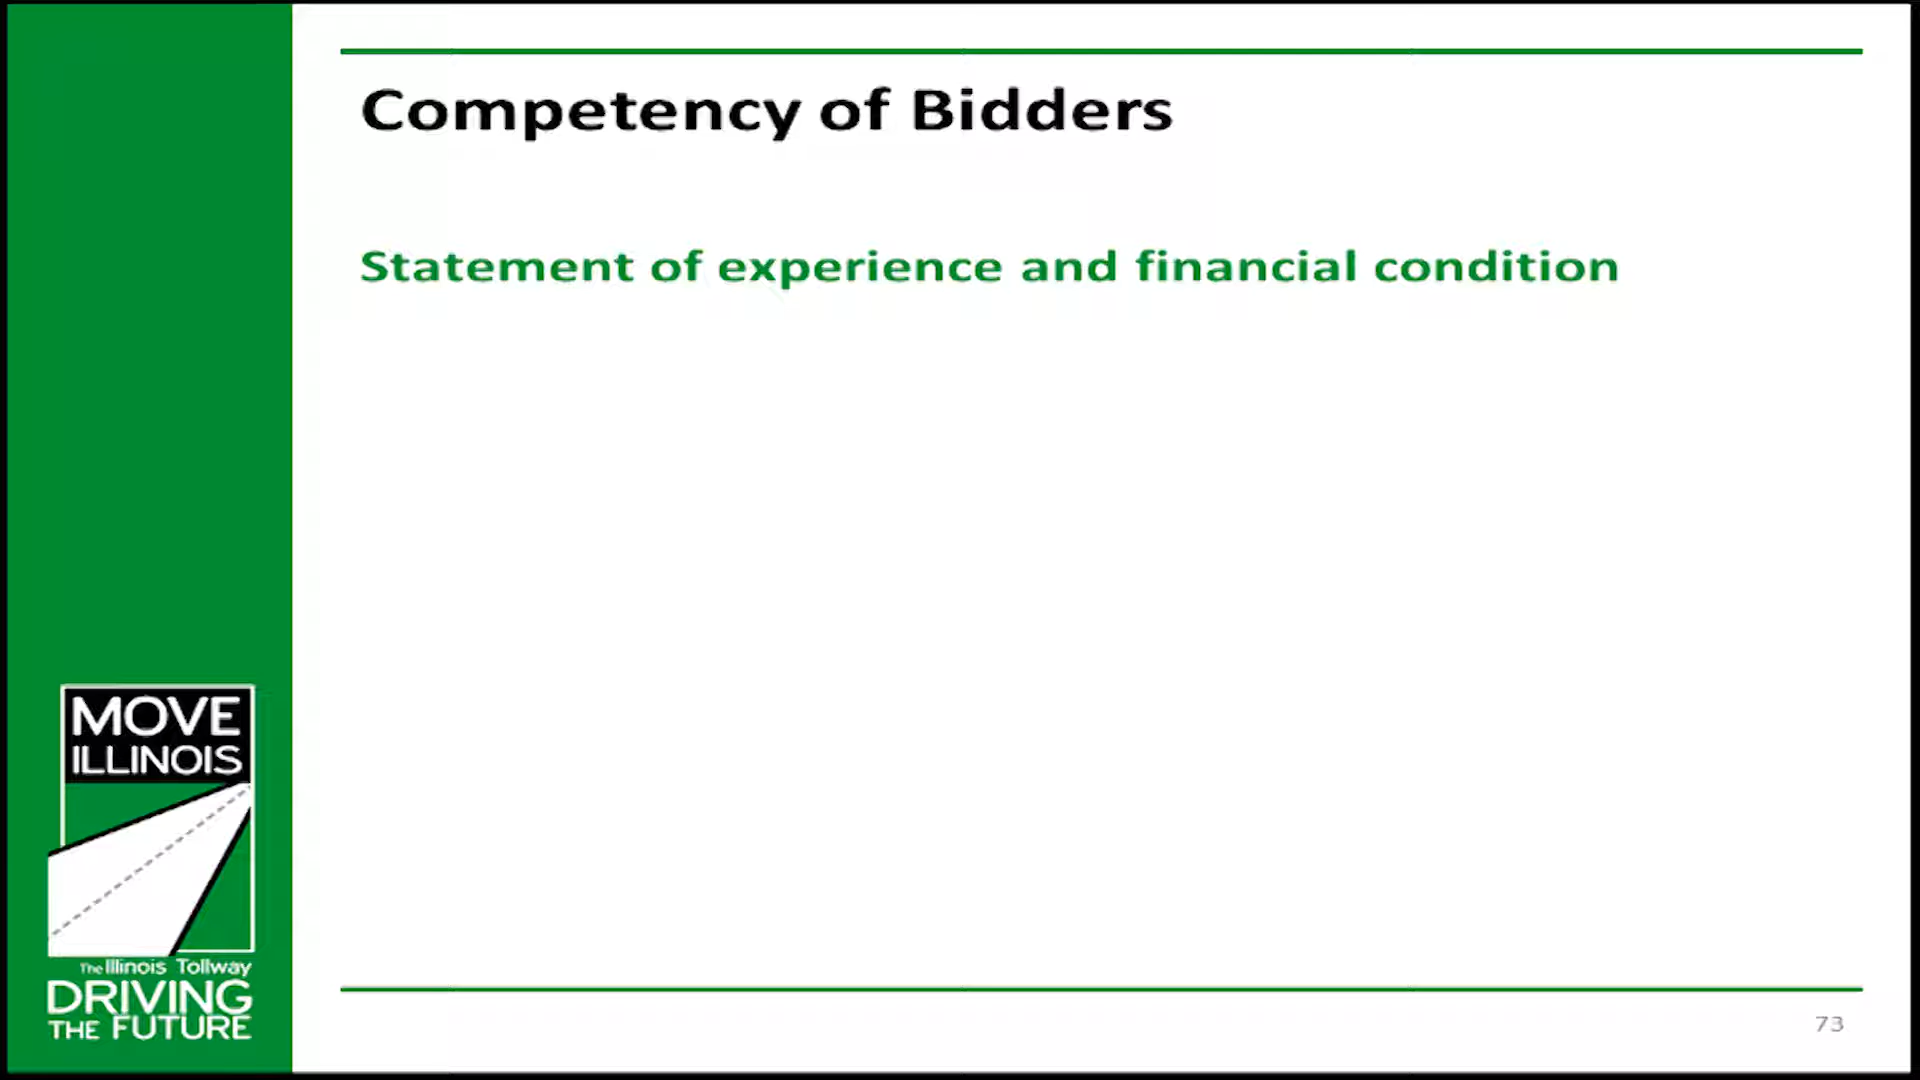 Competency of Bidders
Statement of experience and financial condition
MOVE
ILLINOIS
The Illinois Tollway
DRIVING
THE FUTURE
73